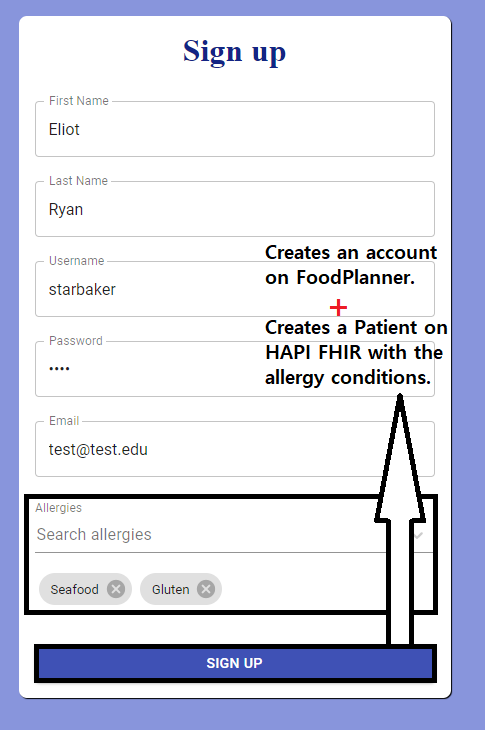 Sign up
First Name
Eliot
Last Name
Ryan
Creates an account
on FoodPlanner.
Username
starbaker
+
Creates a Patient on
HAPI FHIR with the
allergy conditions.
Password
••••
Email
test@test.edu
Allergies
Search allergies
Seafood Gluten
SIGN UP